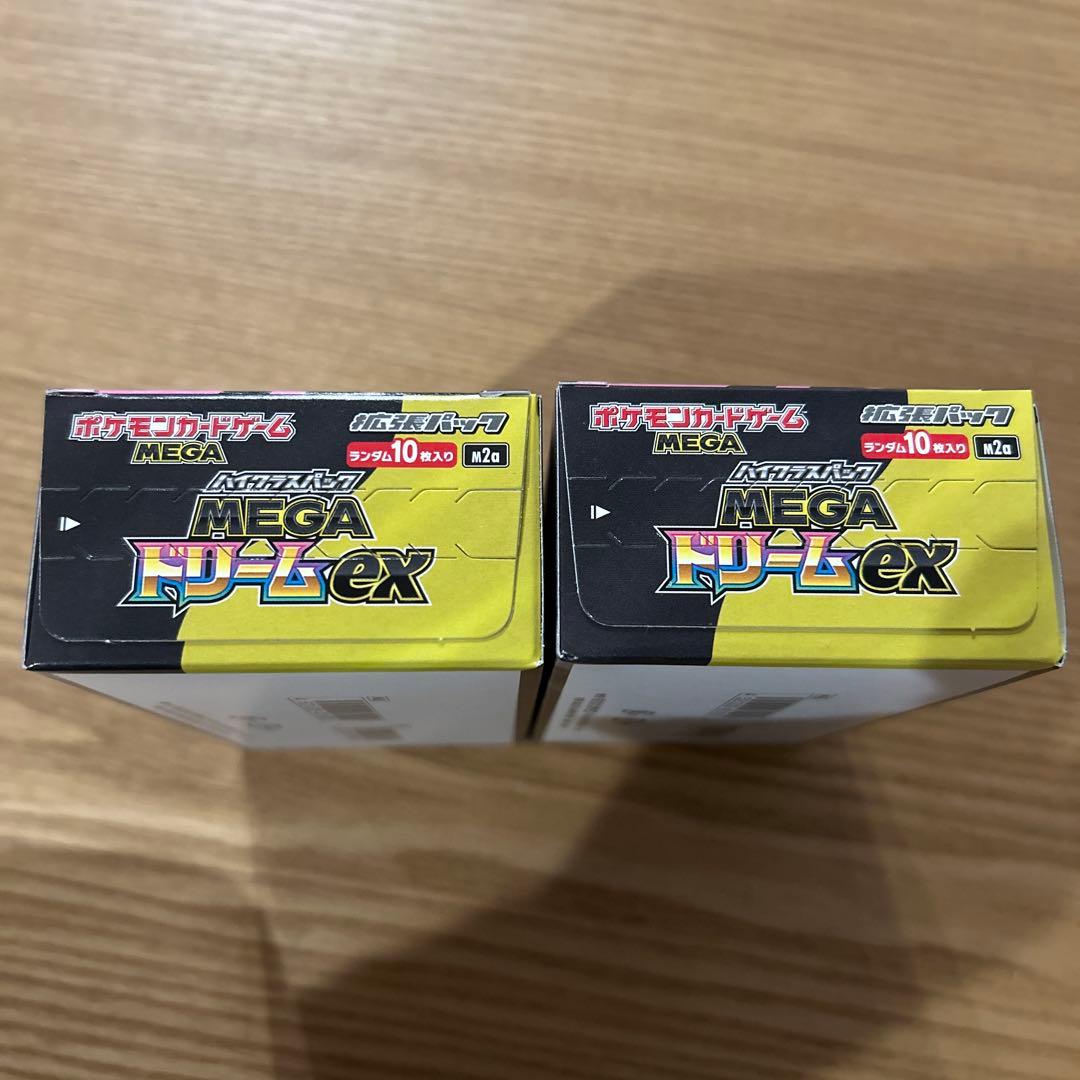 ポケモンカードゲーム
MEGA
拡張パック
ランダム10枚入り
M2a
ハイクラスパック
MEGA
ドリームex
ポケモンカードゲーム
MEGA
拡張パック
ランダム10枚入り
M2a
ハイクラスパック
MEGA
ドリームex